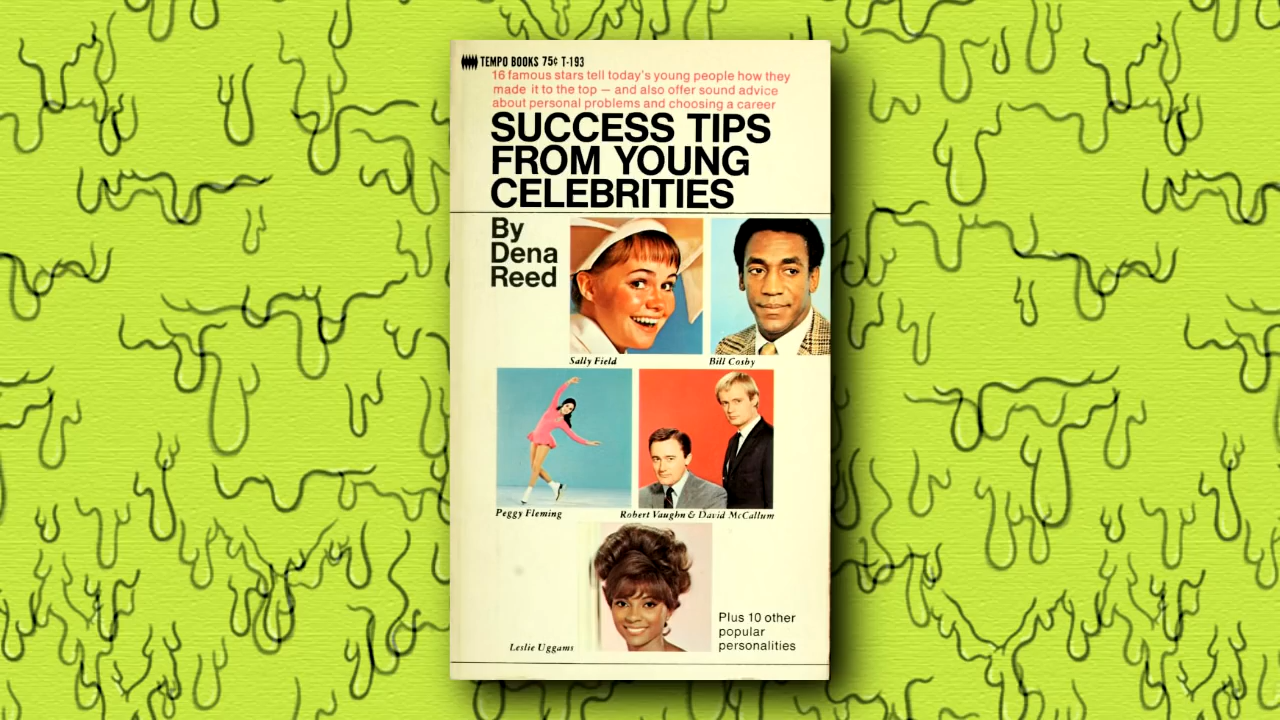 TEMPO BOOKS 75¢ T-193
16 famous stars tell today's young people how they
made it to the top — and also offer sound advice
about personal problems and choosing a career
SUCCESS TIPS
FROM YOUNG
CELEBRITIES
By
Dena
Reed
Sally Field
Bill Cosby
Peggy Fleming
Robert Vaughn & David McCallum
Leslie Uggams
Plus 10 other
popular
personalities